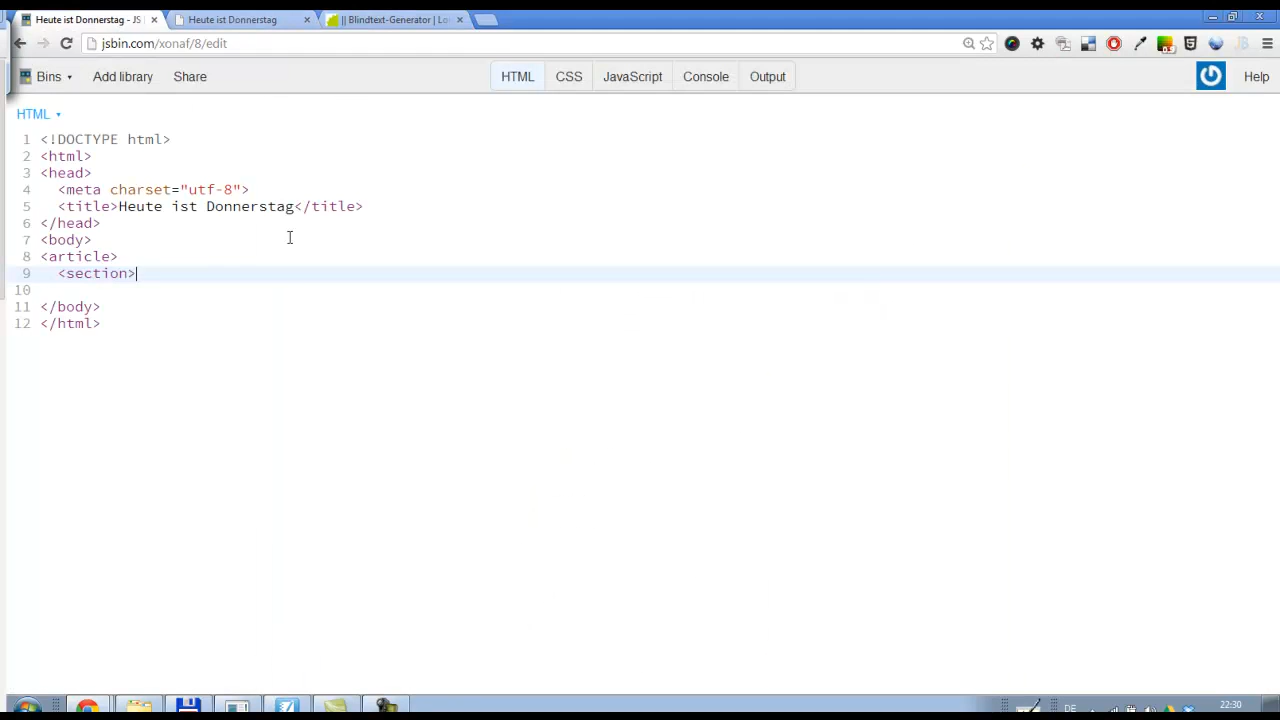 Heute ist Donnerstag - JS
Heute ist Donnerstag
|| Blindtext-Generator | Lo
jsbin.com/xonaf/8/edit
Bins
Add library
Share
HTML
CSS
JavaScript
Console
Output
Help
HTML
1 <!DOCTYPE html>
2 <html>
3 <head>
4 <meta charset="utf-8">
5 <title>Heute ist Donnerstag</title>
6 </head>
7 <body>
8 <article>
9 <section>
10
11 </body>
12 </html>
DE
22:30